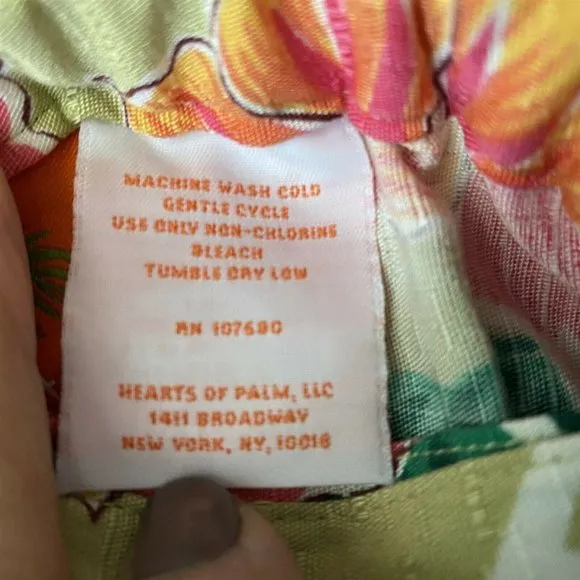 MACHINE WASH COLD
GENTLE CYCLE
USE ONLY NON-CHLORINE
BLEACH
TUMBLE DRY LOW
RN 107680
HEARTS OF PALM, LLC
1411 BROADWAY
NEW YORK, NY, 10018